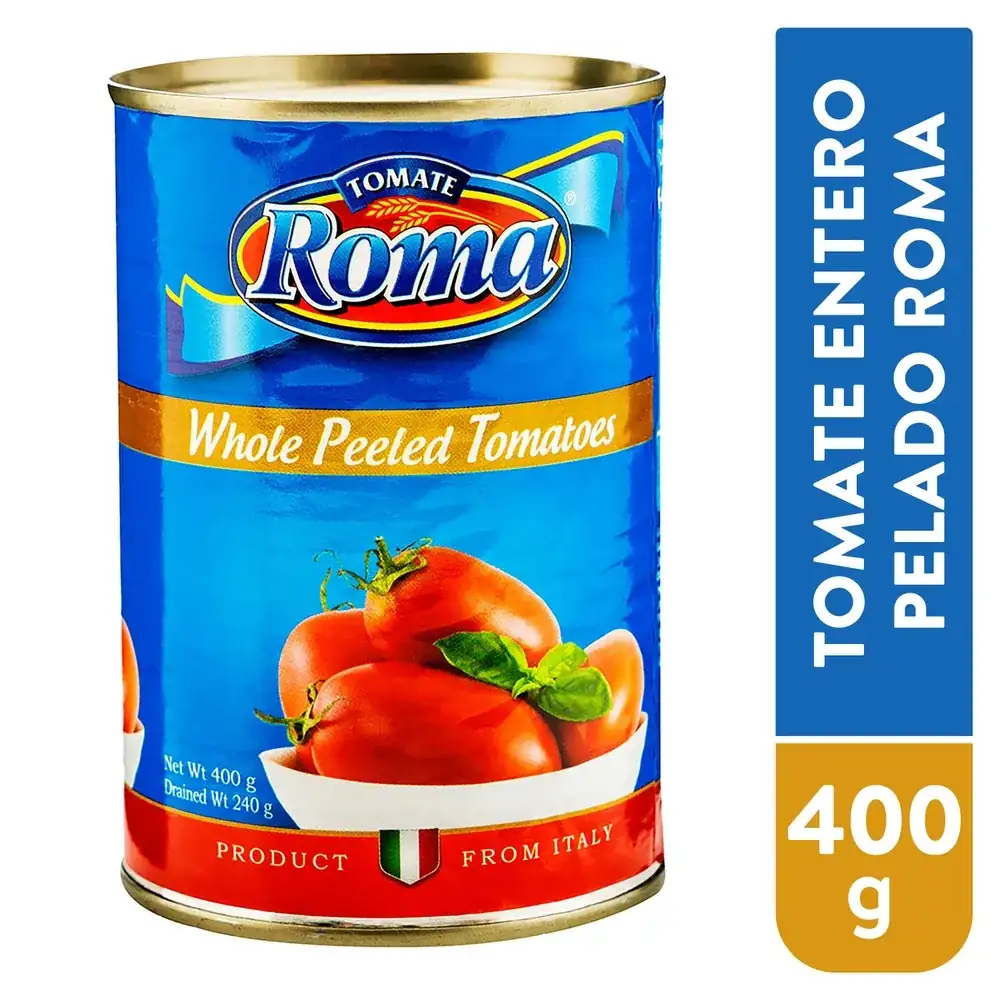 TOMATE
Roma
®
Whole Peeled Tomatoes
Net Wt 400 g
Drained Wt 240 g
PRODUCT FROM ITALY
TOMATE ENTERO
PELADO ROMA
400
g